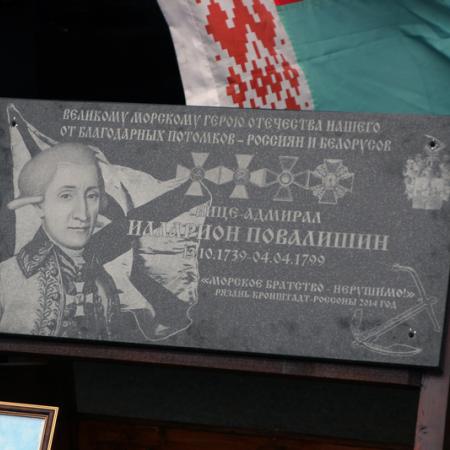 ВЕЛИКОМУ МОРСКОМУ ГЕРОЮ ОТЕЧЕСТВА НАШЕГО
ОТ БЛАГОДАРНЫХ ПОТОМКОВ – РОССИЯН И БЕЛОРУСОВ
ВИЦЕ-АДМИРАЛ
ИЛЛАРИОН ПОВАЛИШИН
1739-04.04.1799
«МОРСКОЕ БРАТСТВО - НЕРУШИМО!»
РЯЗАНЬ-КРОНШТАДТ-РОССОНЫ 2014 ГОД